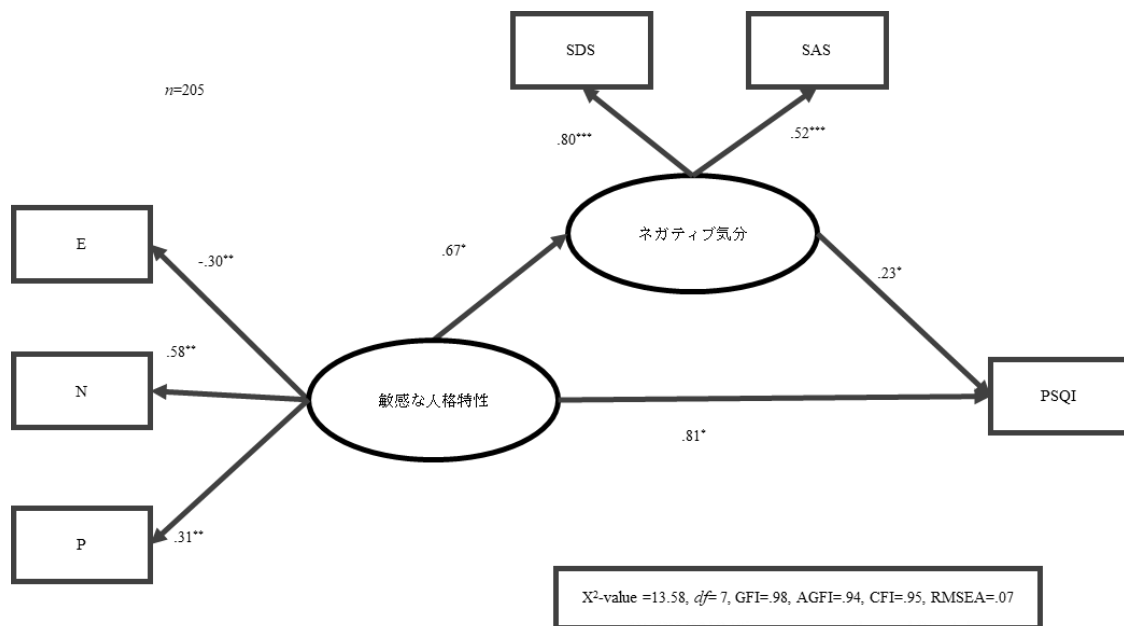 SDS
SAS
n=205
.80***
.52***
E
ネガティブ気分
-.30**
.67*
.23*
.58**
N
敏感な人格特性
PSQI
.81*
P
.31**
X²-value =13.58, df= 7, GFI=.98, AGFI=.94, CFI=.95, RMSEA=.07